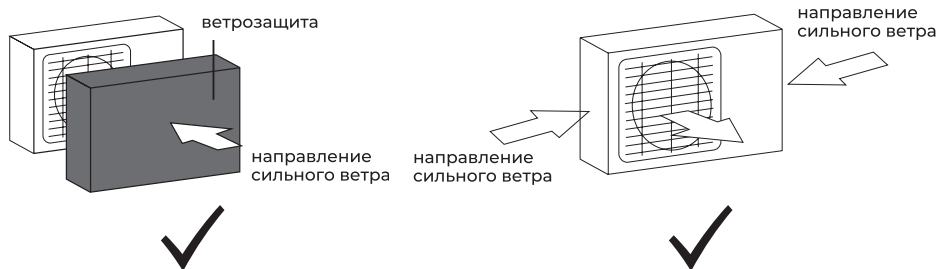 ветрозащита
направление
сильного ветра
направление
сильного ветра
направление
сильного ветра